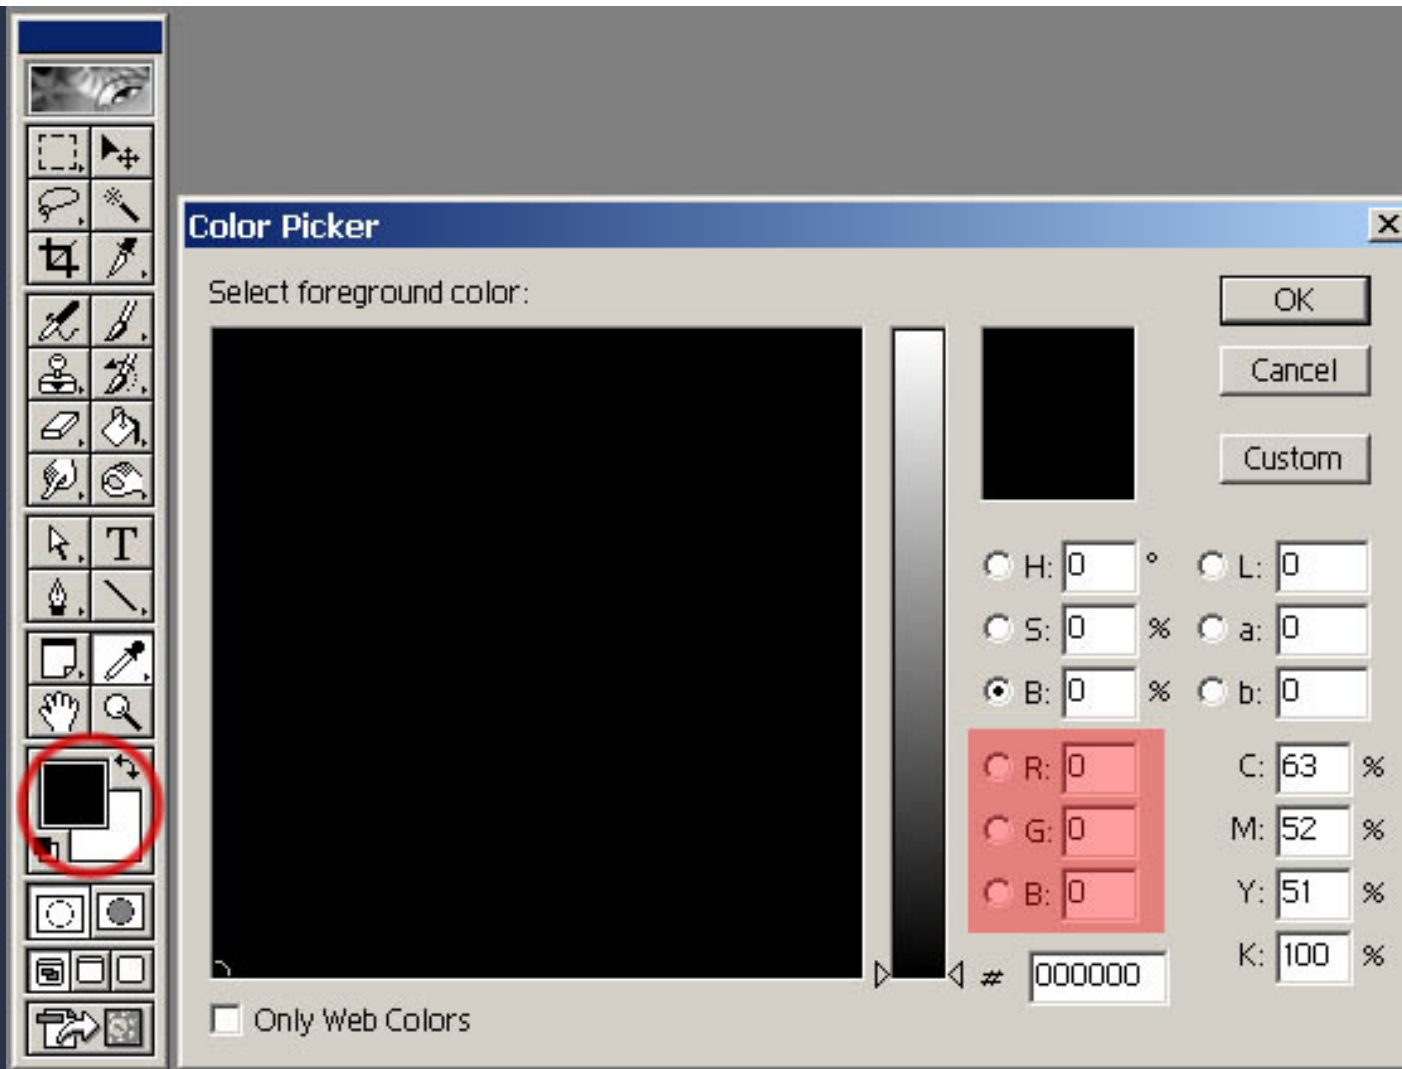 T
Color Picker
Select foreground color:
OK
Cancel
Custom
H: 0 °
L: 0
S: 0 %
a: 0
B: 0 %
b: 0
R: 0
C: 63 %
G: 0
M: 52 %
B: 0
Y: 51 %
# 000000
K: 100 %
Only Web Colors